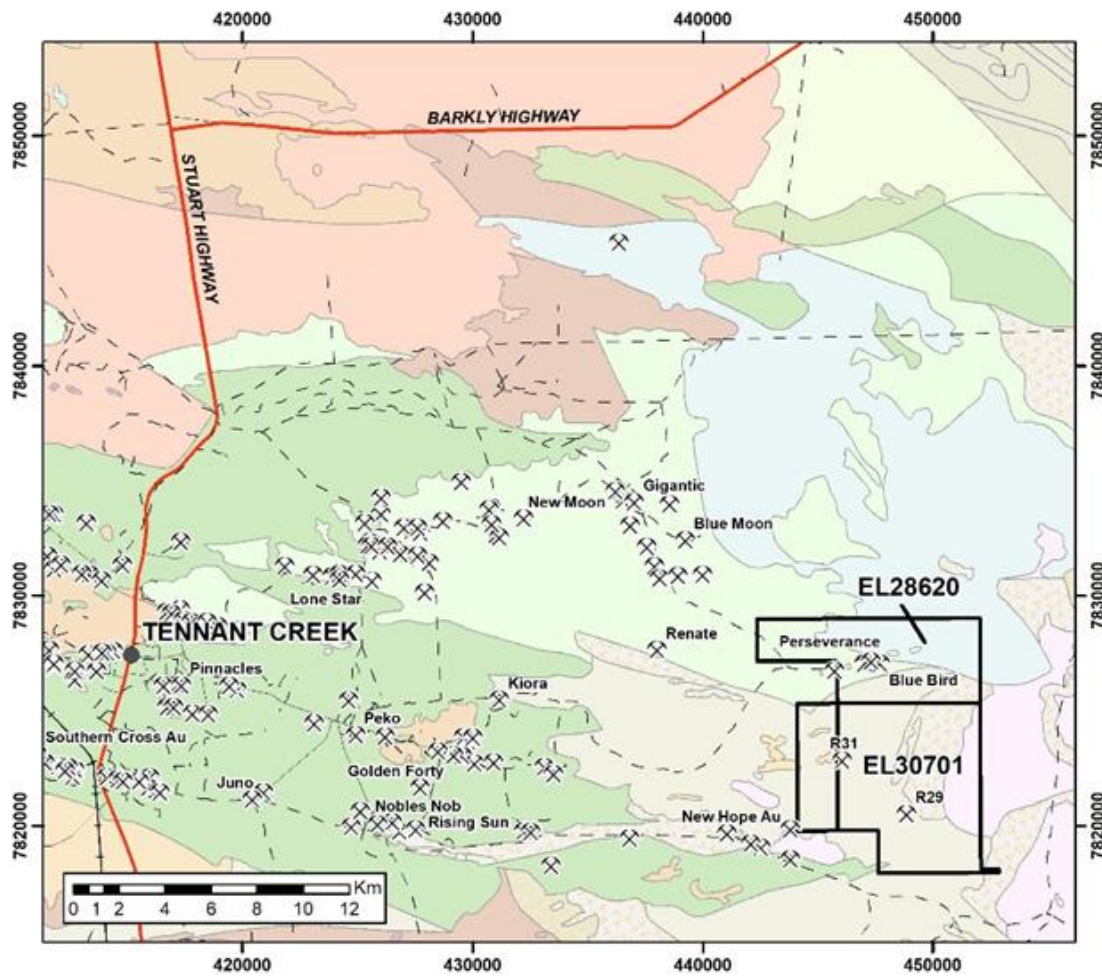 420000 430000 440000 450000
7850000 7850000
BARKLY HIGHWAY
STUART HIGHWAY
7840000 7840000
Gigantic
New Moon
Blue Moon
Lone Star
7830000 7830000
EL28620
TENNANT CREEK
Renate
Perseverance
Pinnacles
Blue Bird
Kiora
Peko
Southern Cross Au
R31
EL30701
Golden Forty
Juno
R29
Nobles Nob
New Hope Au
Rising Sun
7820000 7820000
Km
0 1 2 4 6 8 10 12
420000 430000 440000 450000